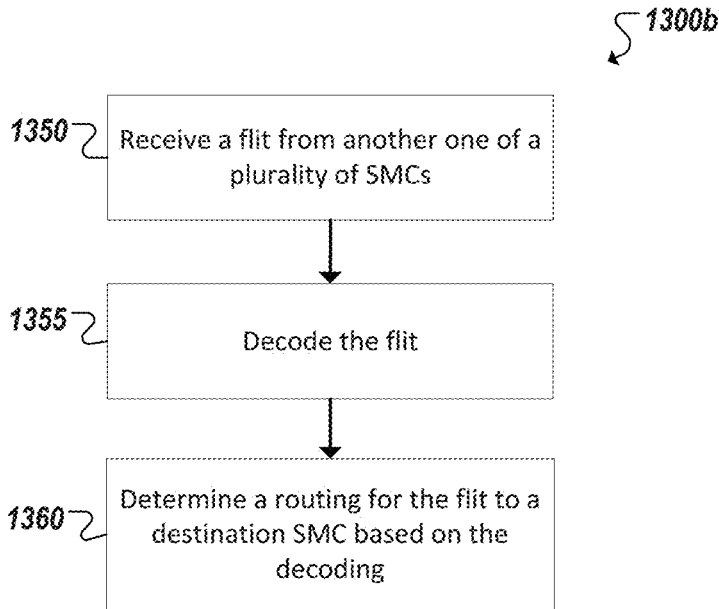 1300b
1350
Receive a flit from another one of a
plurality of SMCs
1355
Decode the flit
1360
Determine a routing for the flit to a
destination SMC based on the
decoding